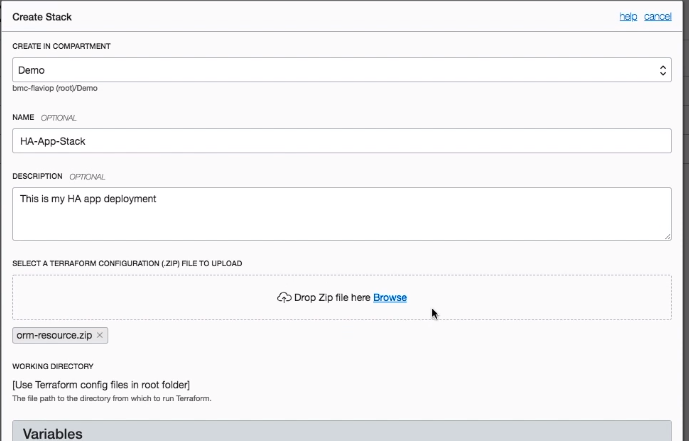 Create Stack help cancel
CREATE IN COMPARTMENT
Demo
bmc-flaviop (root)/Demo
NAME OPTIONAL
HA-App-Stack
DESCRIPTION OPTIONAL
This is my HA app deployment
SELECT A TERRAFORM CONFIGURATION (.ZIP) FILE TO UPLOAD
Drop Zip file here Browse
orm-resource.zip ×
WORKING DIRECTORY
[Use Terraform config files in root folder]
The file path to the directory from which to run Terraform.
Variables